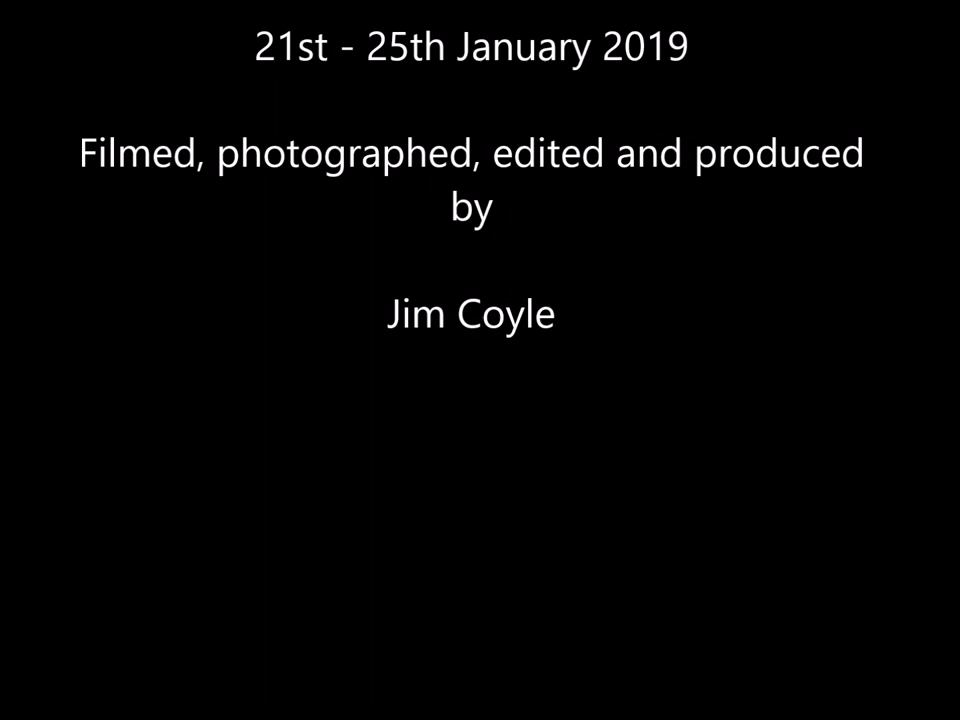 21st - 25th January 2019
Filmed, photographed, edited and produced
by
Jim Coyle